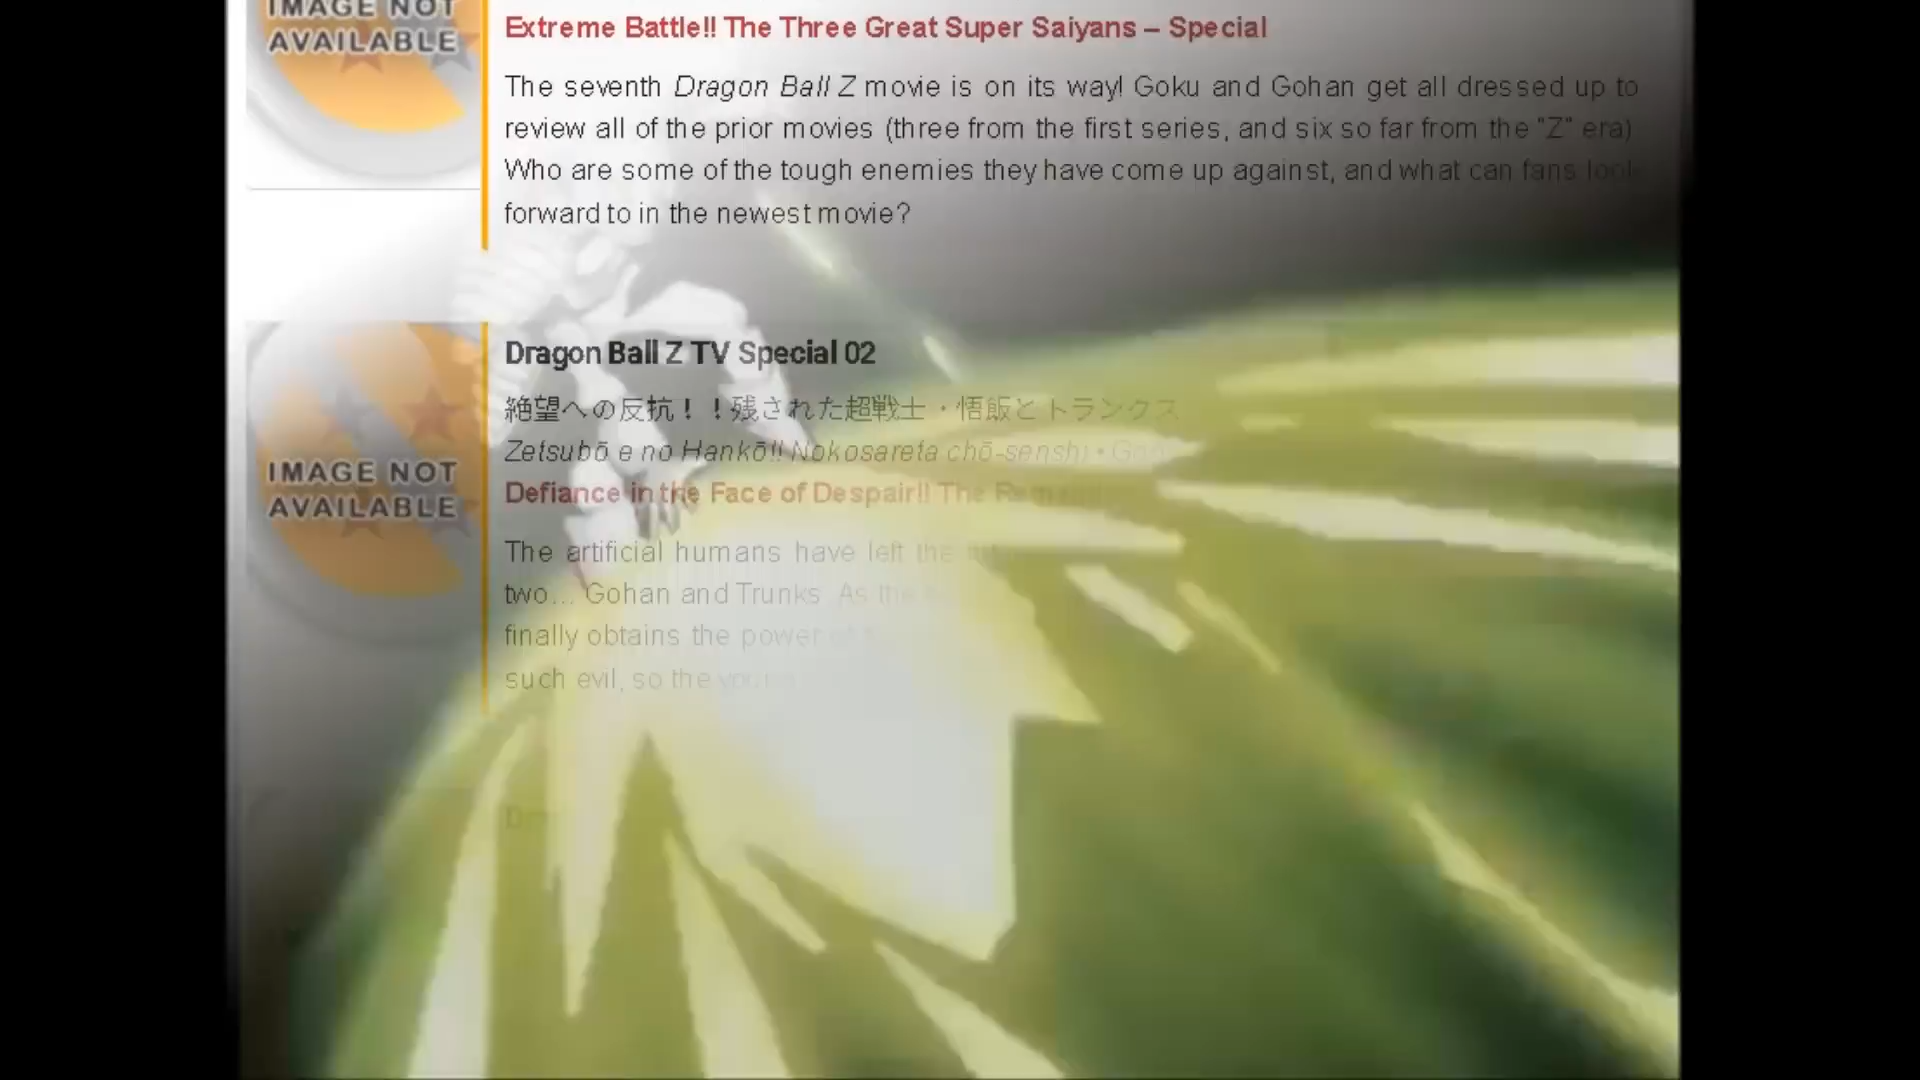 IMAGE NOT
AVAILABLE
Extreme Battle!! The Three Great Super Saiyans – Special
The seventh Dragon Ball Z movie is on its way! Goku and Gohan get all dressed up to
review all of the prior movies (three from the first series, and six so far from the "Z" era)
Who are some of the tough enemies they have come up against, and what can fans look
forward to in the newest movie?
IMAGE NOT
AVAILABLE
Dragon Ball Z TV Special 02
絶望への反抗！！残された超戦士・悟飯とトランクス
Zetsubō e no Hankō!! Nokosareta chō-senshi •
Defiance in the Face of Despair!! The
The artificial humans have left the
two... Gohan and Trunks. As the
finally obtains the power
such evil, so the